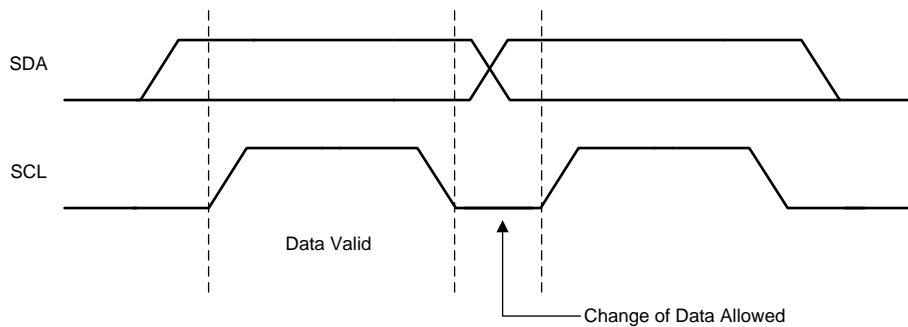 SDA
SCL
Data Valid
Change of Data Allowed